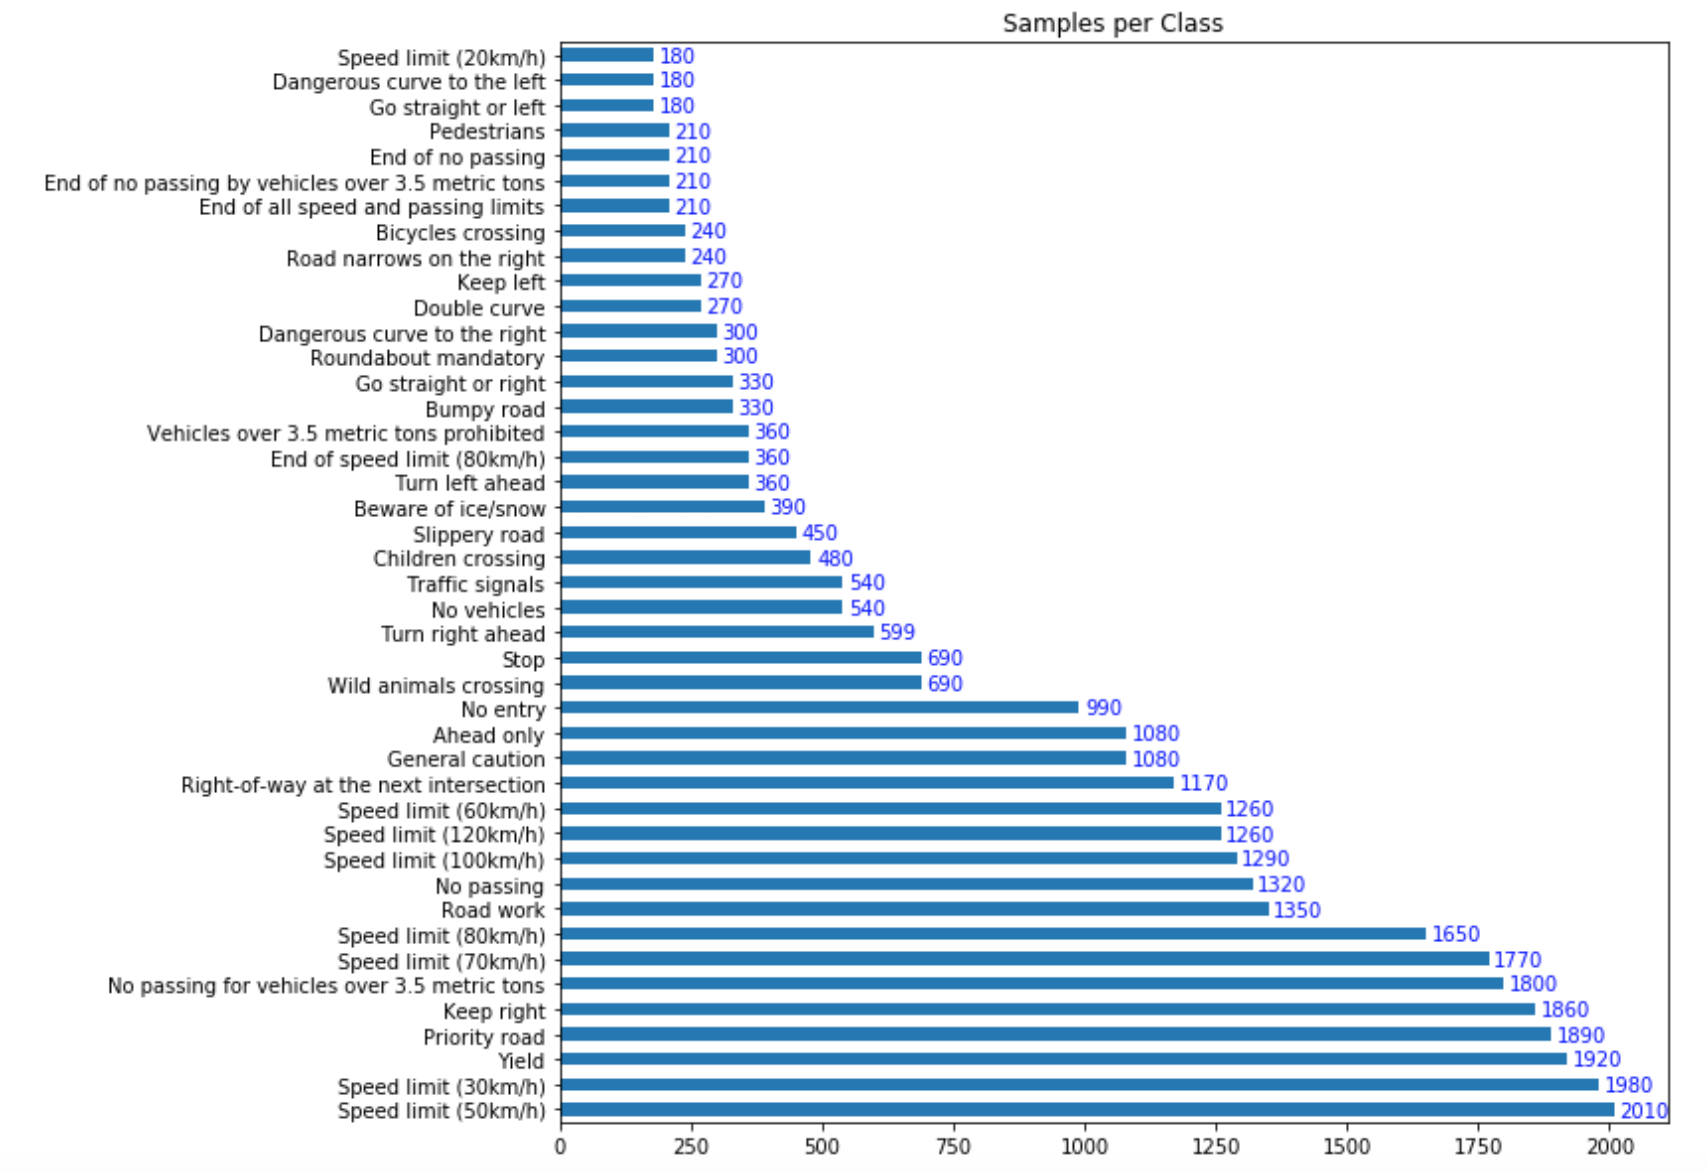 Samples per Class
Speed limit (20km/h) 180
Dangerous curve to the left 180
Go straight or left 180
Pedestrians 210
End of no passing 210
End of no passing by vehicles over 3.5 metric tons 210
End of all speed and passing limits 210
Bicycles crossing 240
Road narrows on the right 240
Keep left 270
Double curve 270
Dangerous curve to the right 300
Roundabout mandatory 300
Go straight or right 330
Bumpy road 330
Vehicles over 3.5 metric tons prohibited 360
End of speed limit (80km/h) 360
Turn left ahead 360
Beware of ice/snow 390
Slippery road 450
Children crossing 480
Traffic signals 540
No vehicles 540
Turn right ahead 599
Stop 690
Wild animals crossing 690
No entry 990
Ahead only 1080
General caution 1080
Right-of-way at the next intersection 1170
Speed limit (60km/h) 1260
Speed limit (120km/h) 1260
Speed limit (100km/h) 1290
No passing 1320
Road work 1350
Speed limit (80km/h) 1650
Speed limit (70km/h) 1770
No passing for vehicles over 3.5 metric tons 1800
Keep right 1860
Priority road 1890
Yield 1920
Speed limit (30km/h) 1980
Speed limit (50km/h) 2010
0 250 500 750 1000 1250 1500 1750 2000